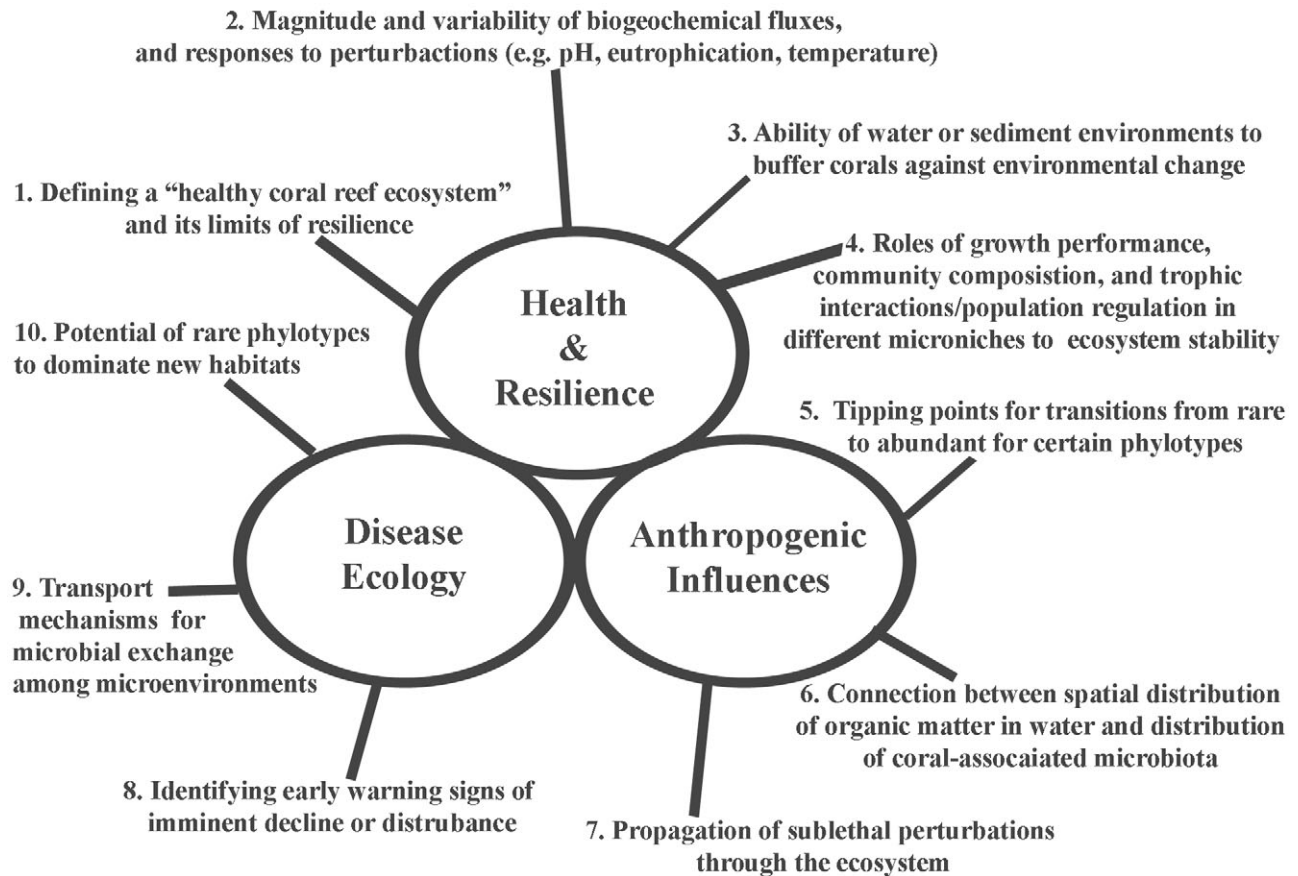 2. Magnitude and variability of biogeochemical fluxes,
and responses to perturbactions (e.g. pH, eutrophication, temperature)
3. Ability of water or sediment environments to
buffer corals against environmental change
1. Defining a “healthy coral reef ecosystem”
and its limits of resilience
4. Roles of growth performance,
community composistion, and trophic
interactions/population regulation in
different microniches to ecosystem stability
Health
&
Resilience
10. Potential of rare phylotypes
to dominate new habitats
5. Tipping points for transitions from rare
to abundant for certain phylotypes
Disease
Ecology
Anthropogenic
Influences
9. Transport
mechanisms for
microbial exchange
among microenvironments
6. Connection between spatial distribution
of organic matter in water and distribution
of coral-assocaiated microbiota
8. Identifying early warning signs of
imminent decline or distrubance
7. Propagation of sublethal perturbations
through the ecosystem